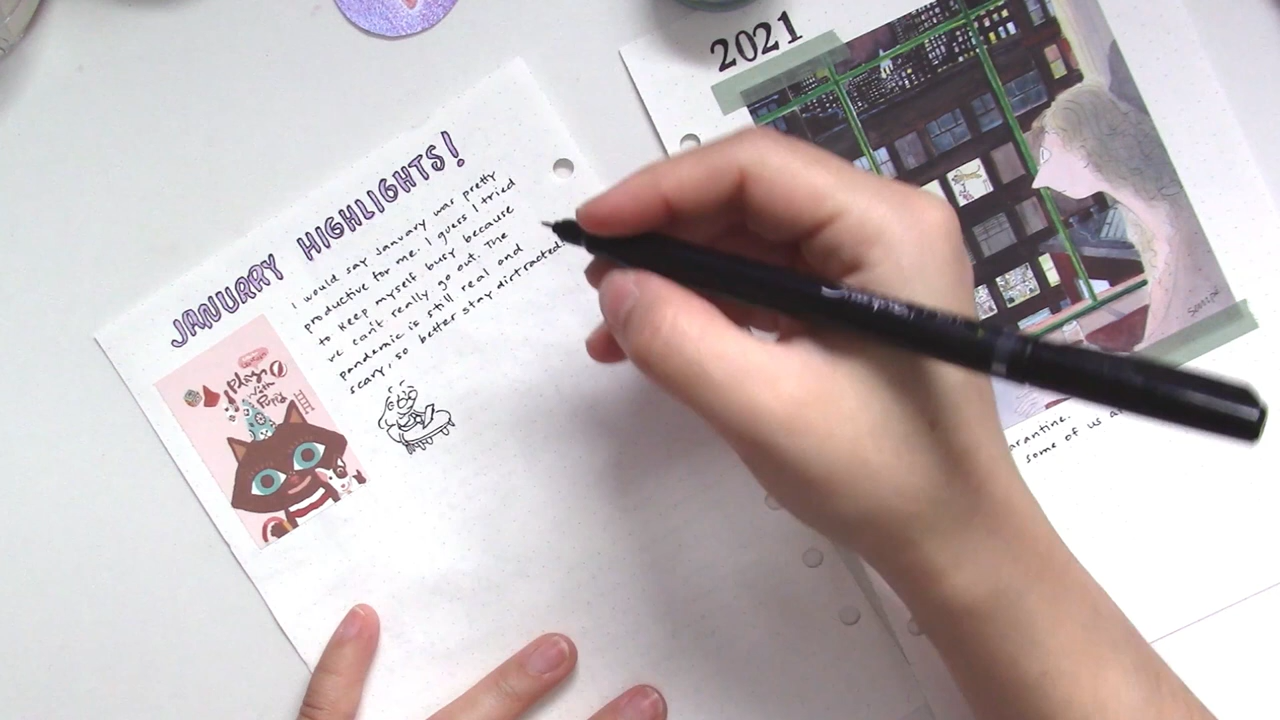 JANUARY HIGHLIGHTS!
I would say January was pretty
productive for me. I guess I tried
to keep myself busy because
we can't really go out. The
pandemic is still real and
scary, so better stay distracted.
Play
with
2021
arantine.
some of us a